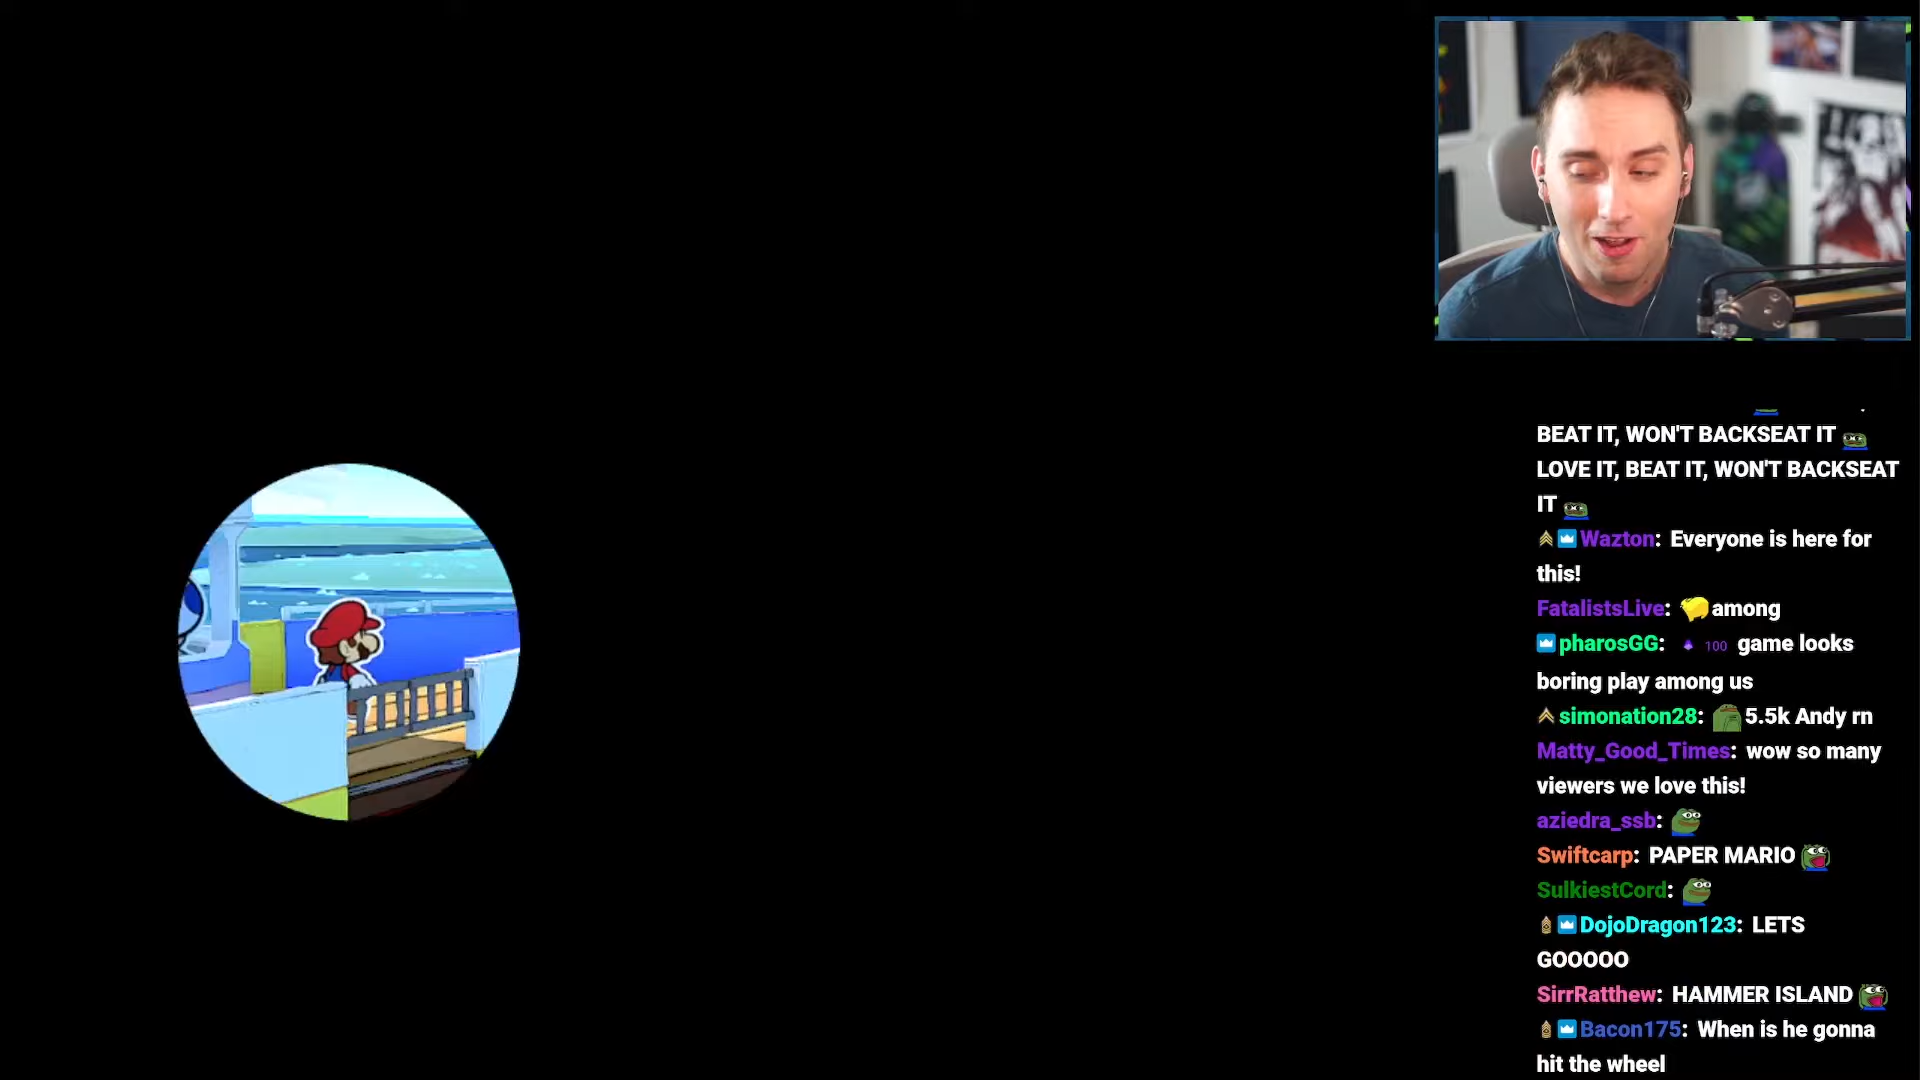 BEAT IT, WON'T BACKSEAT IT
LOVE IT, BEAT IT, WON'T BACKSEAT
IT
Wazton: Everyone is here for
this!
FatalistsLive: among
pharosGG: 100 game looks
boring play among us
simonation28: 5.5k Andy rn
Matty_Good_Times: wow so many
viewers we love this!
aziedra_ssb:
Swiftcarp: PAPER MARIO
SulkiestCord:
DojoDragon123: LETS
GOOOOO
SirrRatthew: HAMMER ISLAND
Bacon175: When is he gonna
hit the wheel